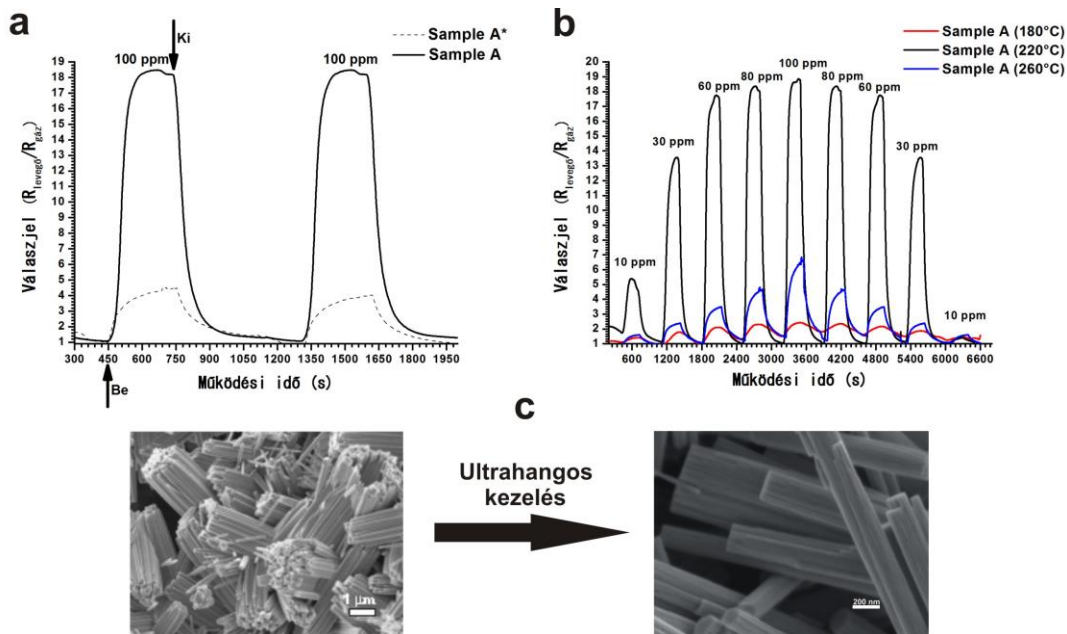 a
Ki
Sample A*
Sample A
100 ppm
100 ppm
Válaszjel (R levegő/R gáz)
19
18
17
16
15
14
13
12
11
10
9
8
7
6
5
4
3
2
1
300 450 600 750 900 1050 1200 1350 1500 1650 1800 1950
Működési idő (s)
Be
b
Sample A (180°C)
Sample A (220°C)
Sample A (260°C)
Válaszjel (R levegő/R gáz)
20
19
18
17
16
15
14
13
12
11
10
9
8
7
6
5
4
3
2
1
10 ppm
30 ppm
60 ppm
80 ppm
100 ppm
80 ppm
60 ppm
30 ppm
10 ppm
600 1200 1800 2400 3000 3600 4200 4800 5400 6000 6600
Működési idő (s)
c
Ultrahangos
kezelés
1 µm
200 nm